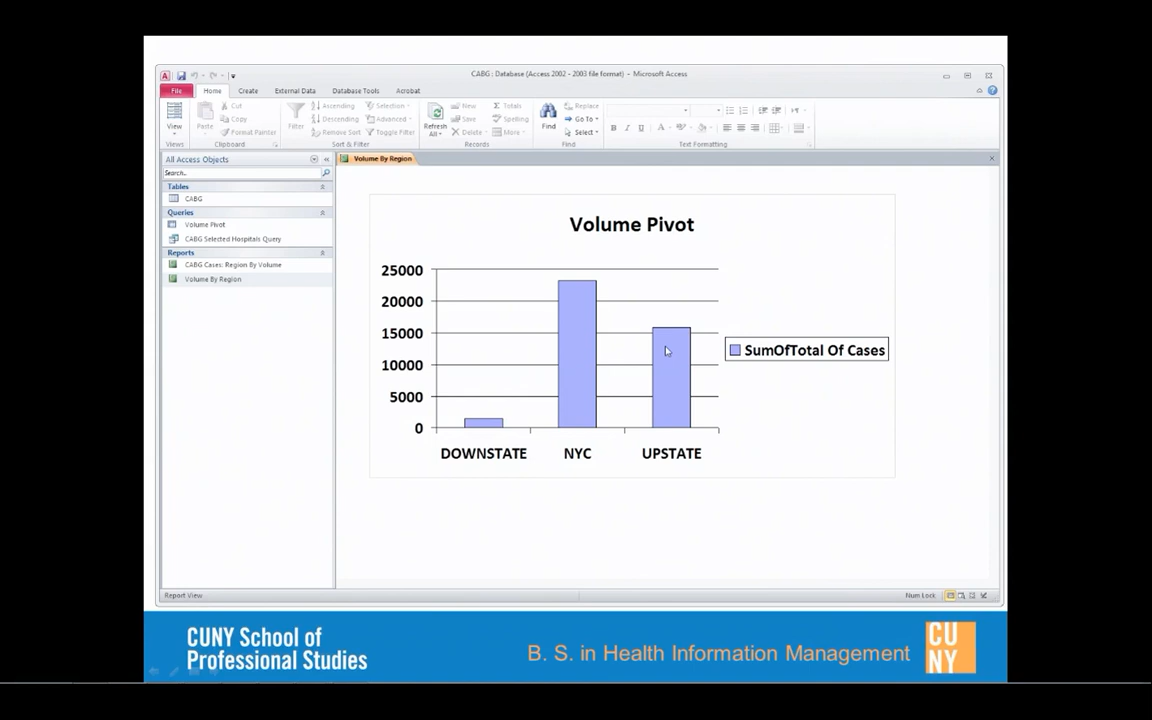 CABG : Database (Access 2002 - 2003 file format) - Microsoft Access
File Home Create External Data Database Tools Acrobat
View Paste Cut Copy Format Painter Filter Ascending Descending Remove Sort Selection Advanced Toggle Filter Refresh All New Save Delete Totals Spelling More Find Replace Go To Select
Views Clipboard Sort & Filter Records Find Text Formatting
All Access Objects
Search..
Tables
CABG
Queries
Volume Pivot
CABG Selected Hospitals Query
Reports
CABG Cases: Region By Volume
Volume By Region
Volume By Region
Volume Pivot
25000
20000
15000
10000
5000
0
DOWNSTATE NYC UPSTATE
SumOfTotal Of Cases
Report View
Num Lock
CUNY School of
Professional Studies
B. S. in Health Information Management
CU
NY